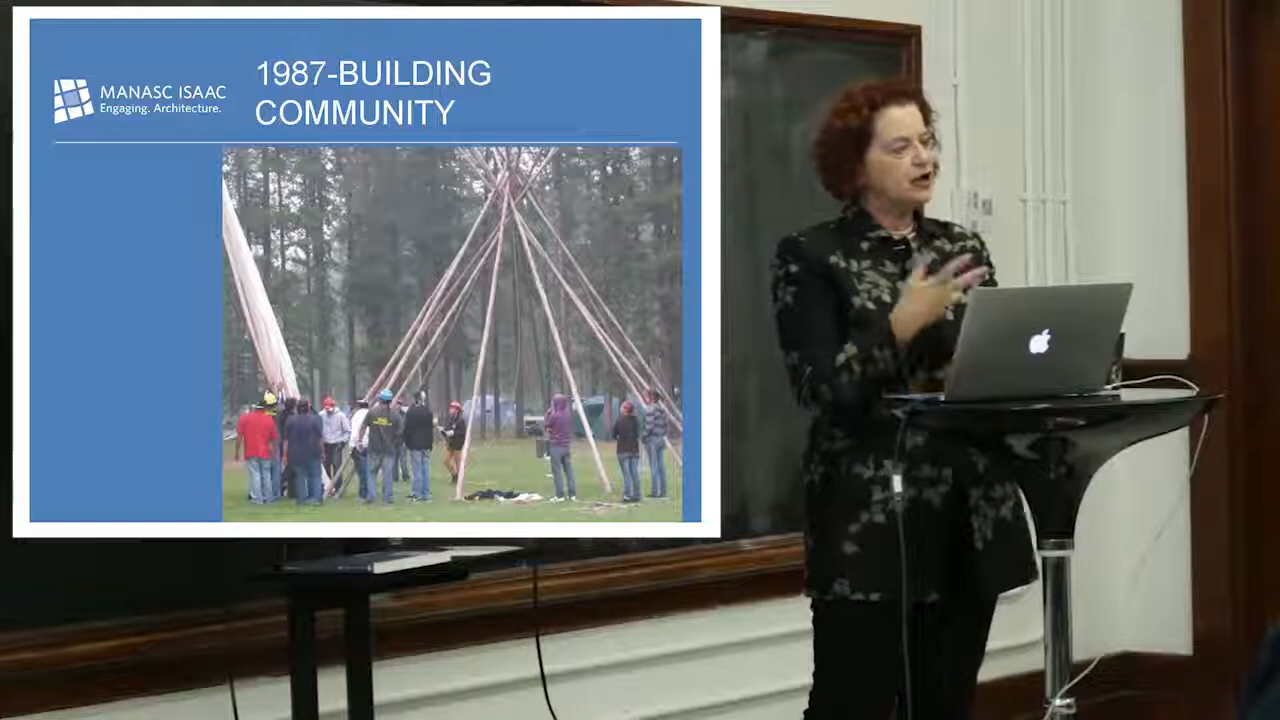 1987-BUILDING
COMMUNITY
MANASC ISAAC
Engaging. Architecture.